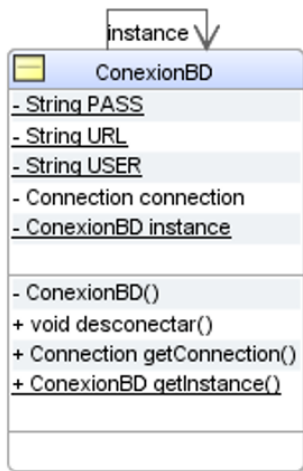 instance
ConexionBD
- String PASS
- String URL
- String USER
- Connection connection
- ConexionBD instance
- ConexionBD()
+ void desconectar()
+ Connection getConnection()
+ ConexionBD getInstance()